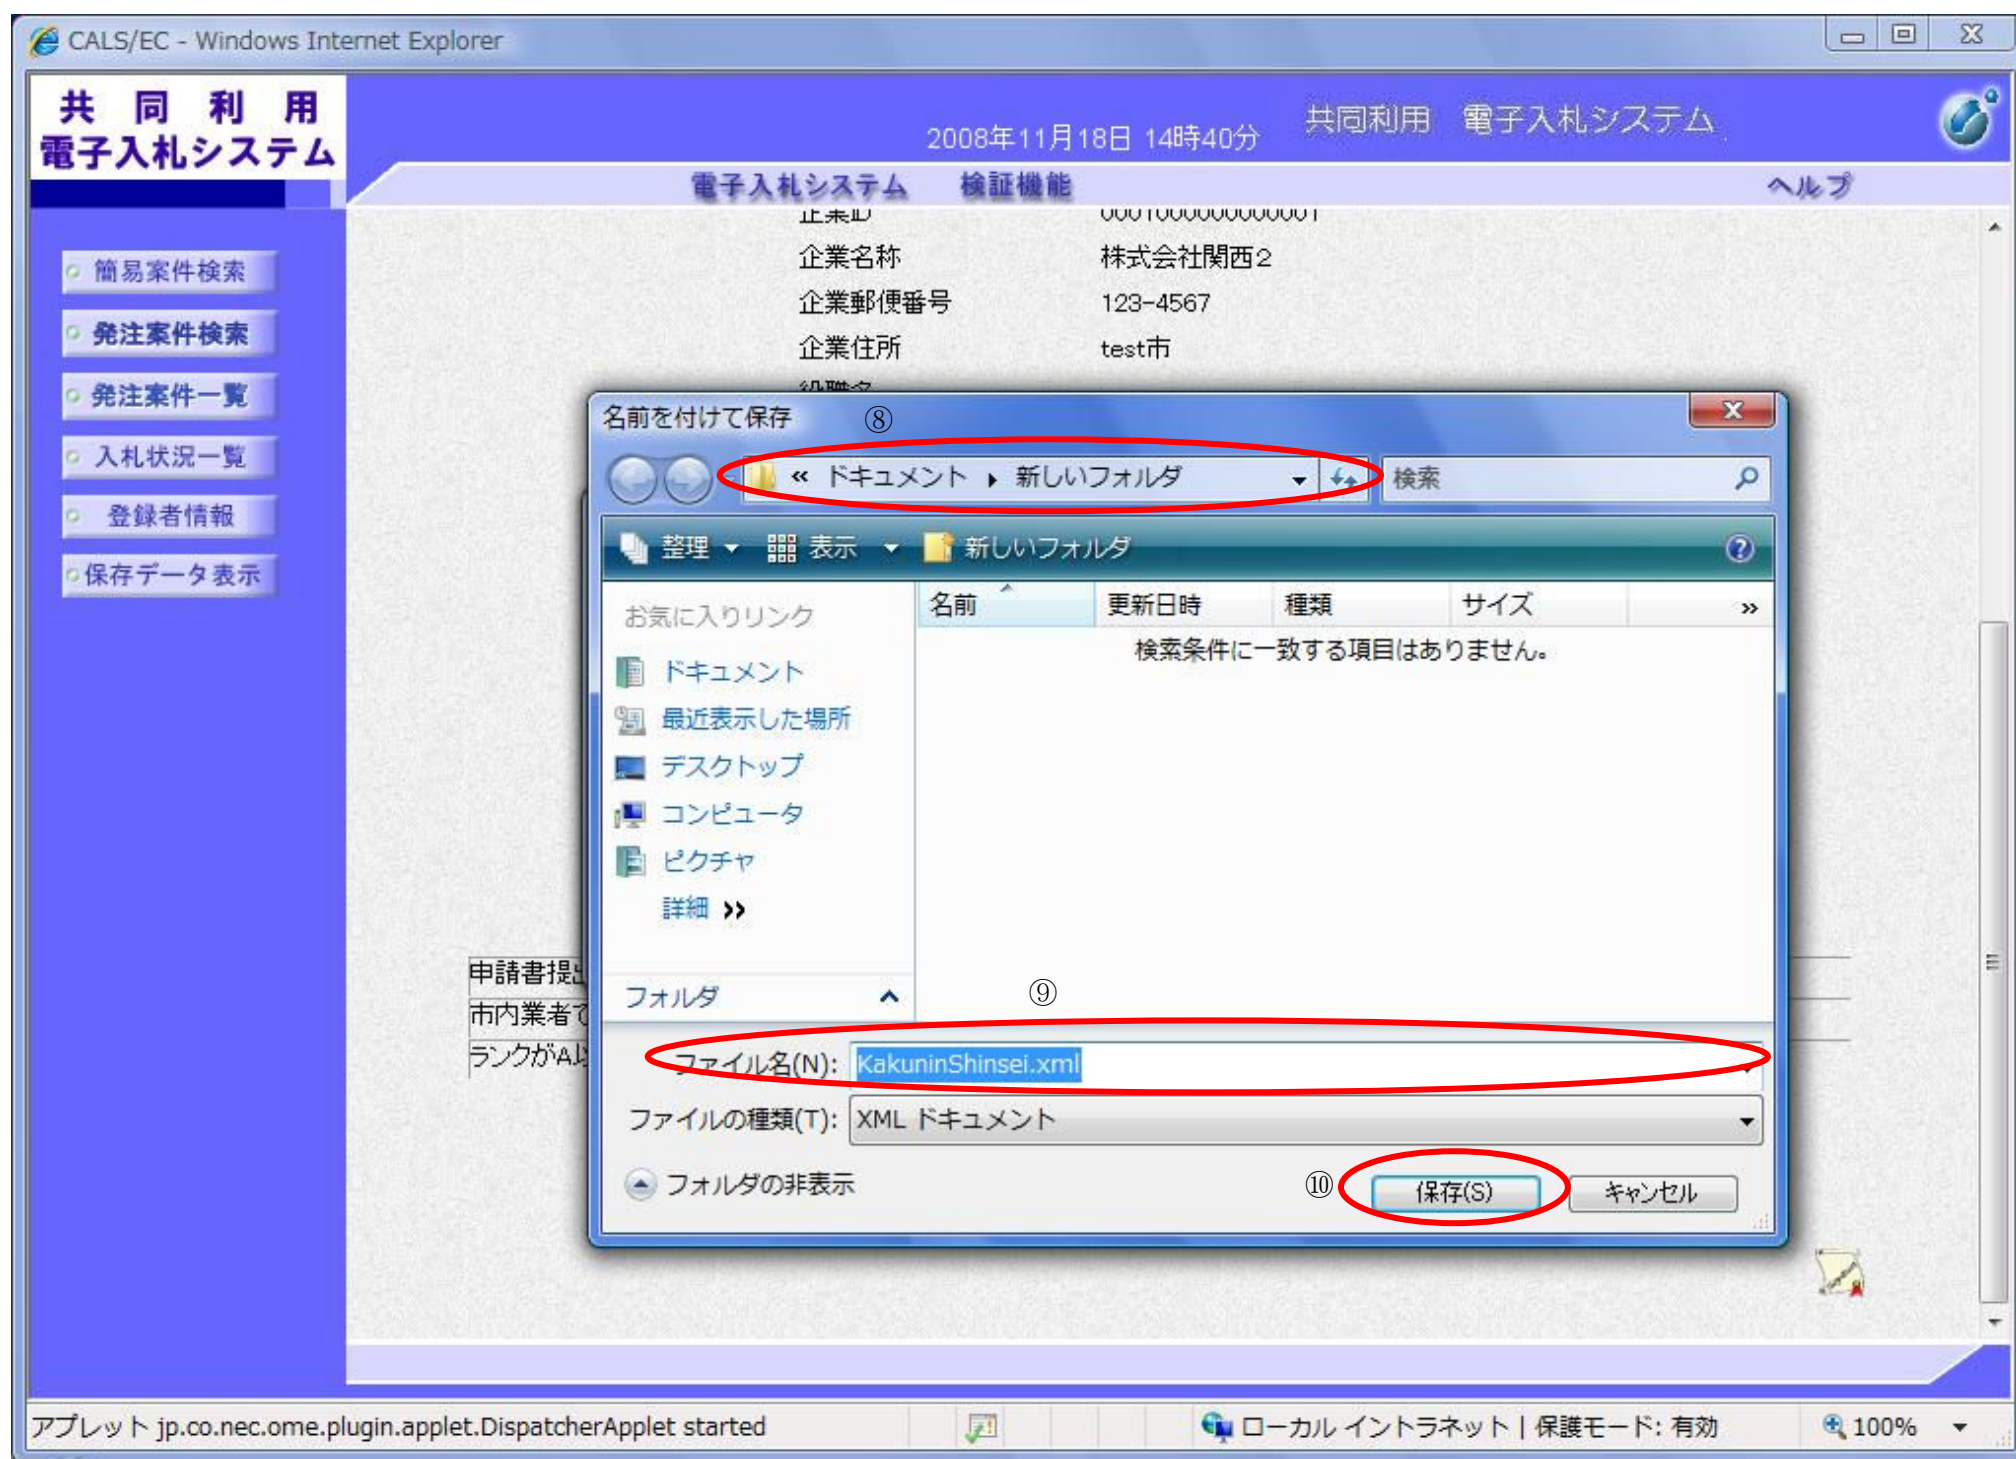 CALS/EC - Windows Internet Explorer
共同利用
電子入札システム
2008年11月18日 14時40分
共同利用 電子入札システム
電子入札システム 検証機能 ヘルプ
簡易案件検索
発注案件検索
発注案件一覧
入札状況一覧
登録者情報
保存データ表示
企業ID 0001000000000001
企業名称 株式会社関西2
企業郵便番号 123-4567
企業住所 test市
役職名
名前を付けて保存
⑧
« ドキュメント ▸ 新しいフォルダ
検索
整理 表示 新しいフォルダ
お気に入りリンク
ドキュメント
最近表示した場所
デスクトップ
コンピュータ
ピクチャ
詳細 »
フォルダ
名前 更新日時 種類 サイズ »
検索条件に一致する項目はありません。
⑨
ファイル名(N): KakuninShinsei.xml
ファイルの種類(T): XML ドキュメント
フォルダの非表示
⑩
保存(S) キャンセル
申請書提出
市内業者で
ランクがA以
アプレット jp.co.nec.ome.plugin.applet.DispatcherApplet started
ローカル イントラネット | 保護モード: 有効
100%